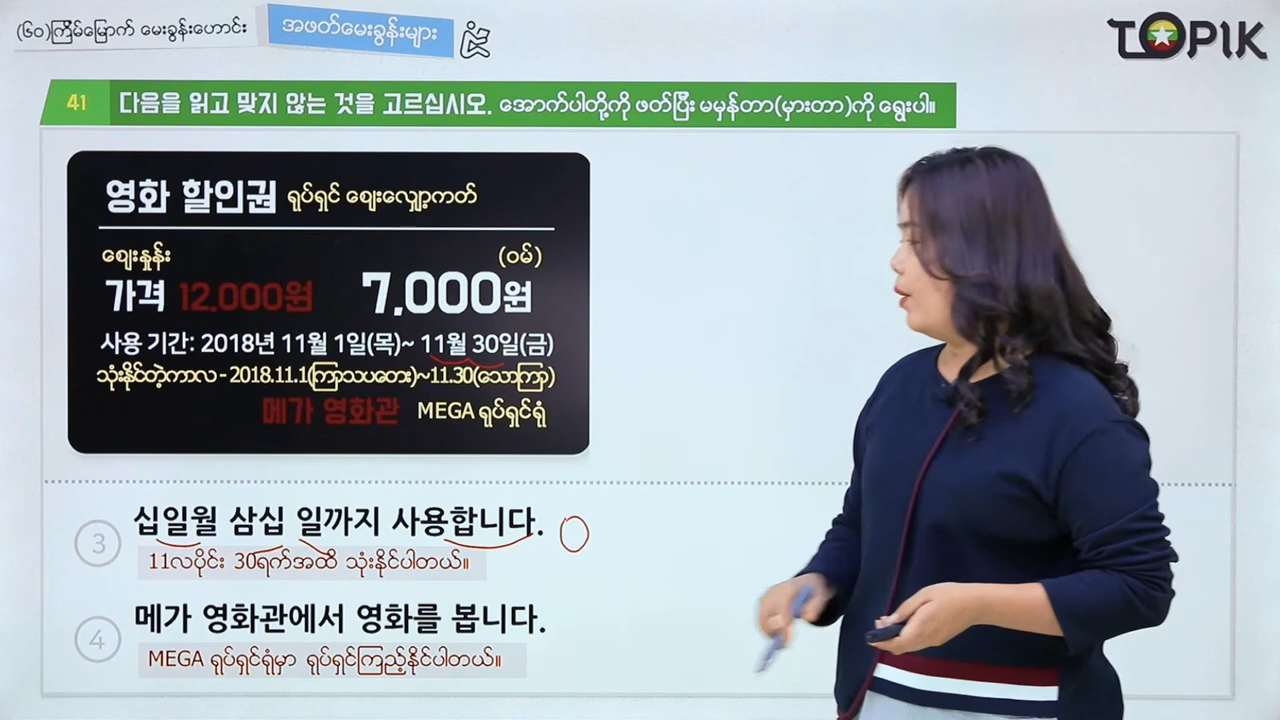 (၆၀)ကြိမ်မြောက် မေးခွန်းဟောင်း
အဖတ်မေးခွန်းများ
TOPIK
41 다음을 읽고 맞지 않는 것을 고르십시오. အောက်ပါတို့ကို ဖတ်ပြီး မမှန်တာ(မှားတာ)ကို ရွေးပါ။
영화 할인권 ရုပ်ရှင် ဈေးလျှော့ကတ်
ဈေးနှုန်း (ဝမ်)
가격 12,000원 7,000원
사용 기간: 2018년 11월 1일(목)~ 11월 30일(금)
သုံးနိုင်တဲ့ကာလ - 2018.11.1(ကြာသပတေး)~11.30(သောကြာ)
메가 영화관 MEGA ရုပ်ရှင်ရုံ
3 십일월 삼십 일까지 사용합니다.
11လပိုင်း 30ရက်အထိ သုံးနိုင်ပါတယ်။
4 메가 영화관에서 영화를 봅니다.
MEGA ရုပ်ရှင်ရုံမှာ ရုပ်ရှင်ကြည့်နိုင်ပါတယ်။